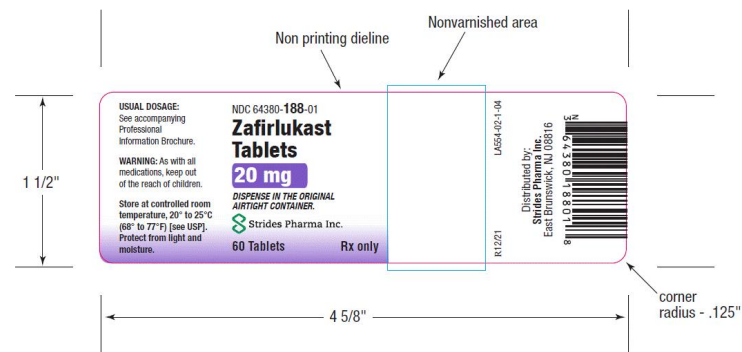 Non printing dieline
Nonvarnished area
1 1/2"
USUAL DOSAGE:
See accompanying
Professional
Information Brochure.
WARNING: As with all
medications, keep out
of the reach of children.
Store at controlled room
temperature, 20° to 25°C
(68° to 77°F) [see USP].
Protect from light and
moisture.
NDC 64380-188-01
Zafirlukast
Tablets
20 mg
DISPENSE IN THE ORIGINAL
AIRTIGHT CONTAINER.
Strides Pharma Inc.
60 Tablets Rx only
R12/21
LA554-02-1-04
Distributed by:
Strides Pharma Inc.
East Brunswick, NJ 08816
N
3 64380 18801 8
corner
radius - .125"
4 5/8"